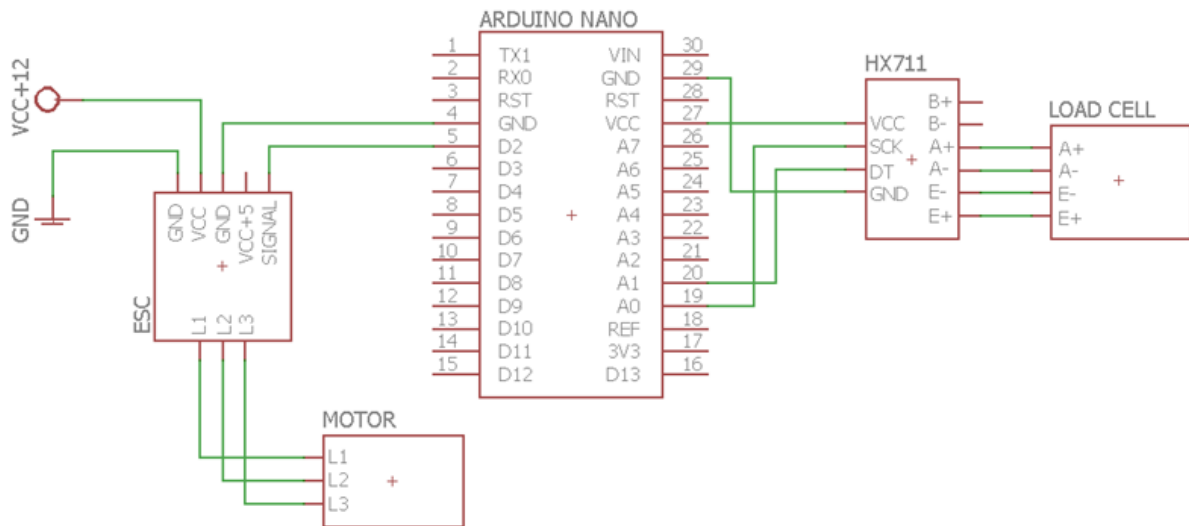 ARDUINO NANO
1 TX1 VIN 30
2 RX0 GND 29
3 RST RST 28
4 GND VCC 27
5 D2 A7 26
6 D3 A6 25
7 D4 A5 24
8 D5 A4 23
9 D6 A3 22
10 D7 A2 21
11 D8 A1 20
12 D9 A0 19
13 D10 REF 18
14 D11 3V3 17
15 D12 D13 16
VCC+12
GND
ESC
GND
VCC
GND
VCC+5
SIGNAL
L1
L2
L3
MOTOR
L1
L2
L3
HX711
VCC
SCK
DT
GND
B+
B-
A+
A-
E-
E+
LOAD CELL
A+
A-
E-
E+